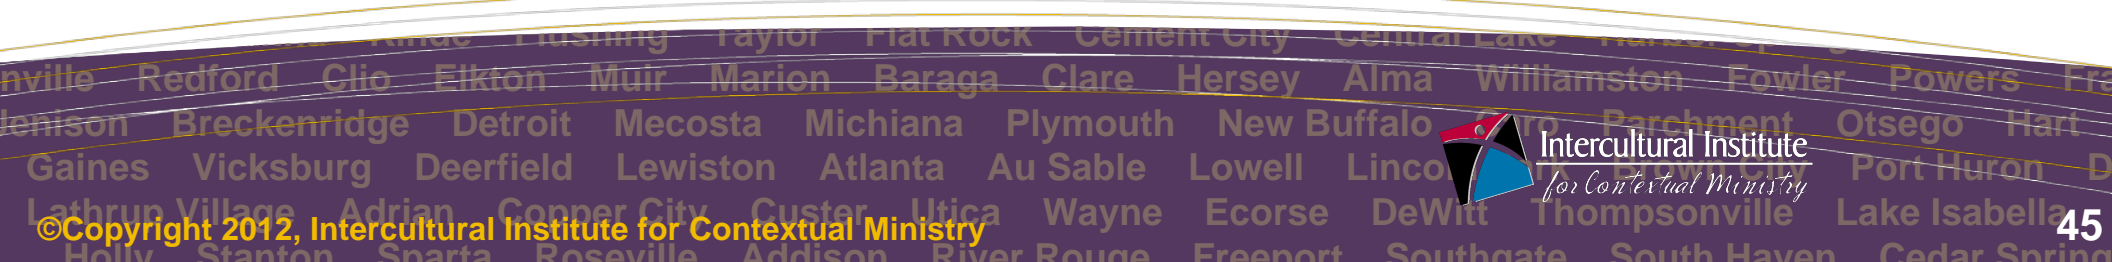 Kinde Flushing Taylor Flat Rock Cement City Central Lake
Redford Clio Elkton Muir Marion Baraga Clare Hersey Alma Williamston Fowler Powers
Breckenridge Detroit Mecosta Michiana Plymouth New Buffalo Parchment Otsego Hart
Intercultural Institute
Gaines Vicksburg Deerfield Lewiston Atlanta Au Sable Lowell Brown City Port Huron
for Contextual Ministry
Lathrup Village Adrian Copper City Custer Utica Wayne Ecorse DeWitt Thompsonville Lake Isabella
©Copyright 2012, Intercultural Institute for Contextual Ministry
45
Holly Stanton Sparta Roseville Addison River Rouge Freeport Southgate South Haven Cedar